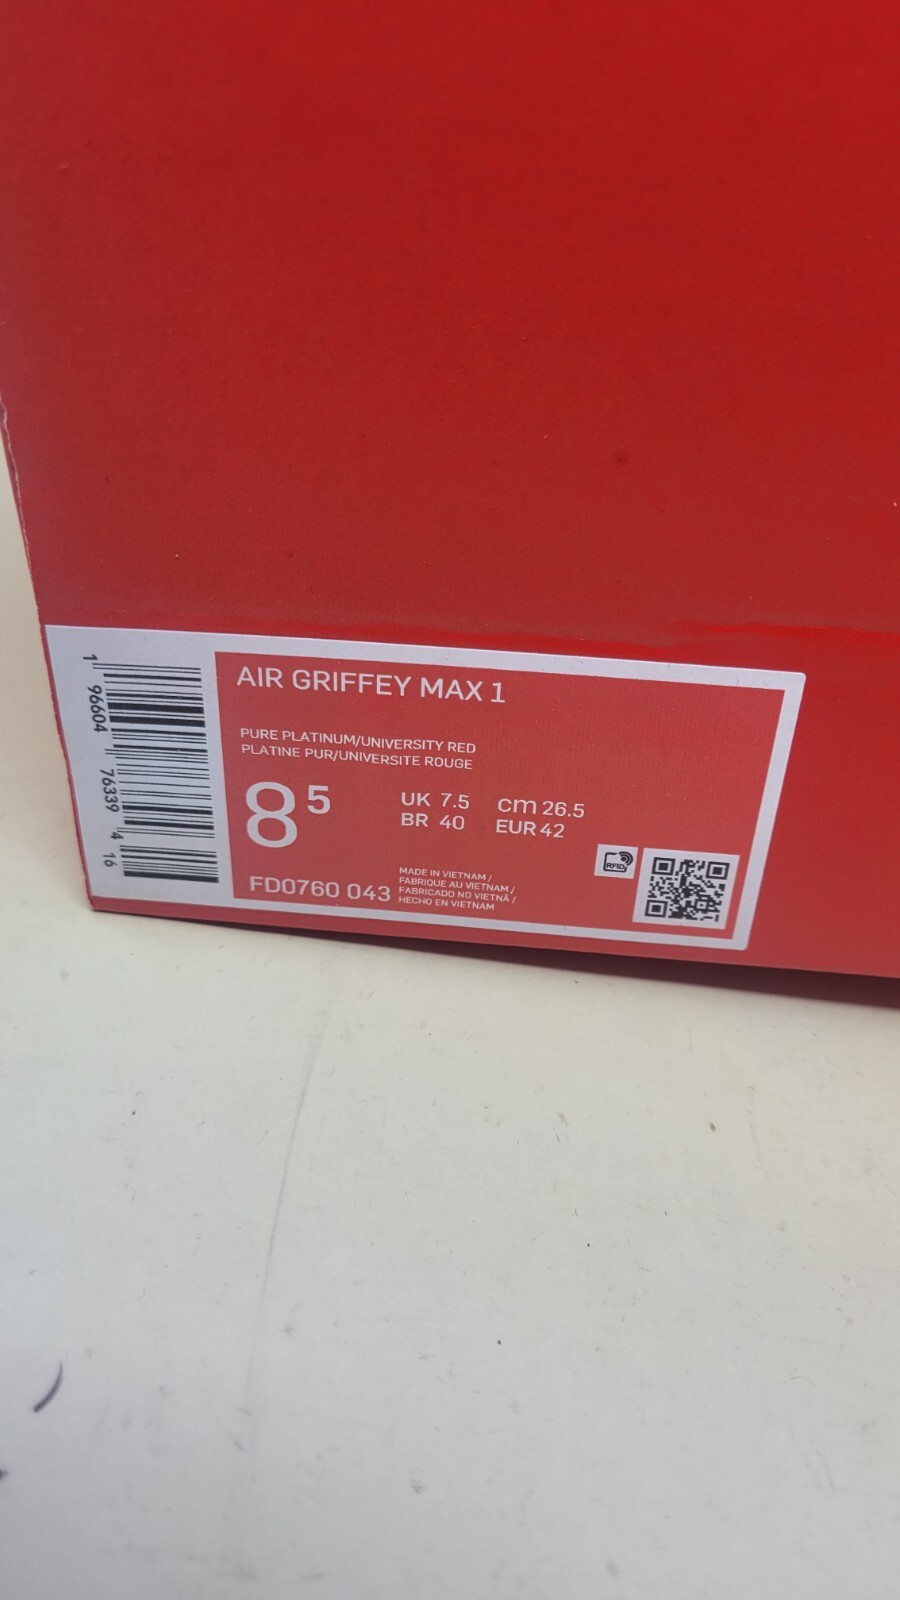 AIR GRIFFEY MAX 1
PURE PLATINUM/UNIVERSITY RED
PLATINE PUR/UNIVERSITE ROUGE
8 5
UK 7.5 cm 26.5
BR 40 EUR 42
FD0760 043
MADE IN VIETNAM /
FABRIQUE AU VIETNAM /
FABRICADO NO VIETNÃ /
HECHO EN VIETNAM
RFID
1 96604 76339 4 16